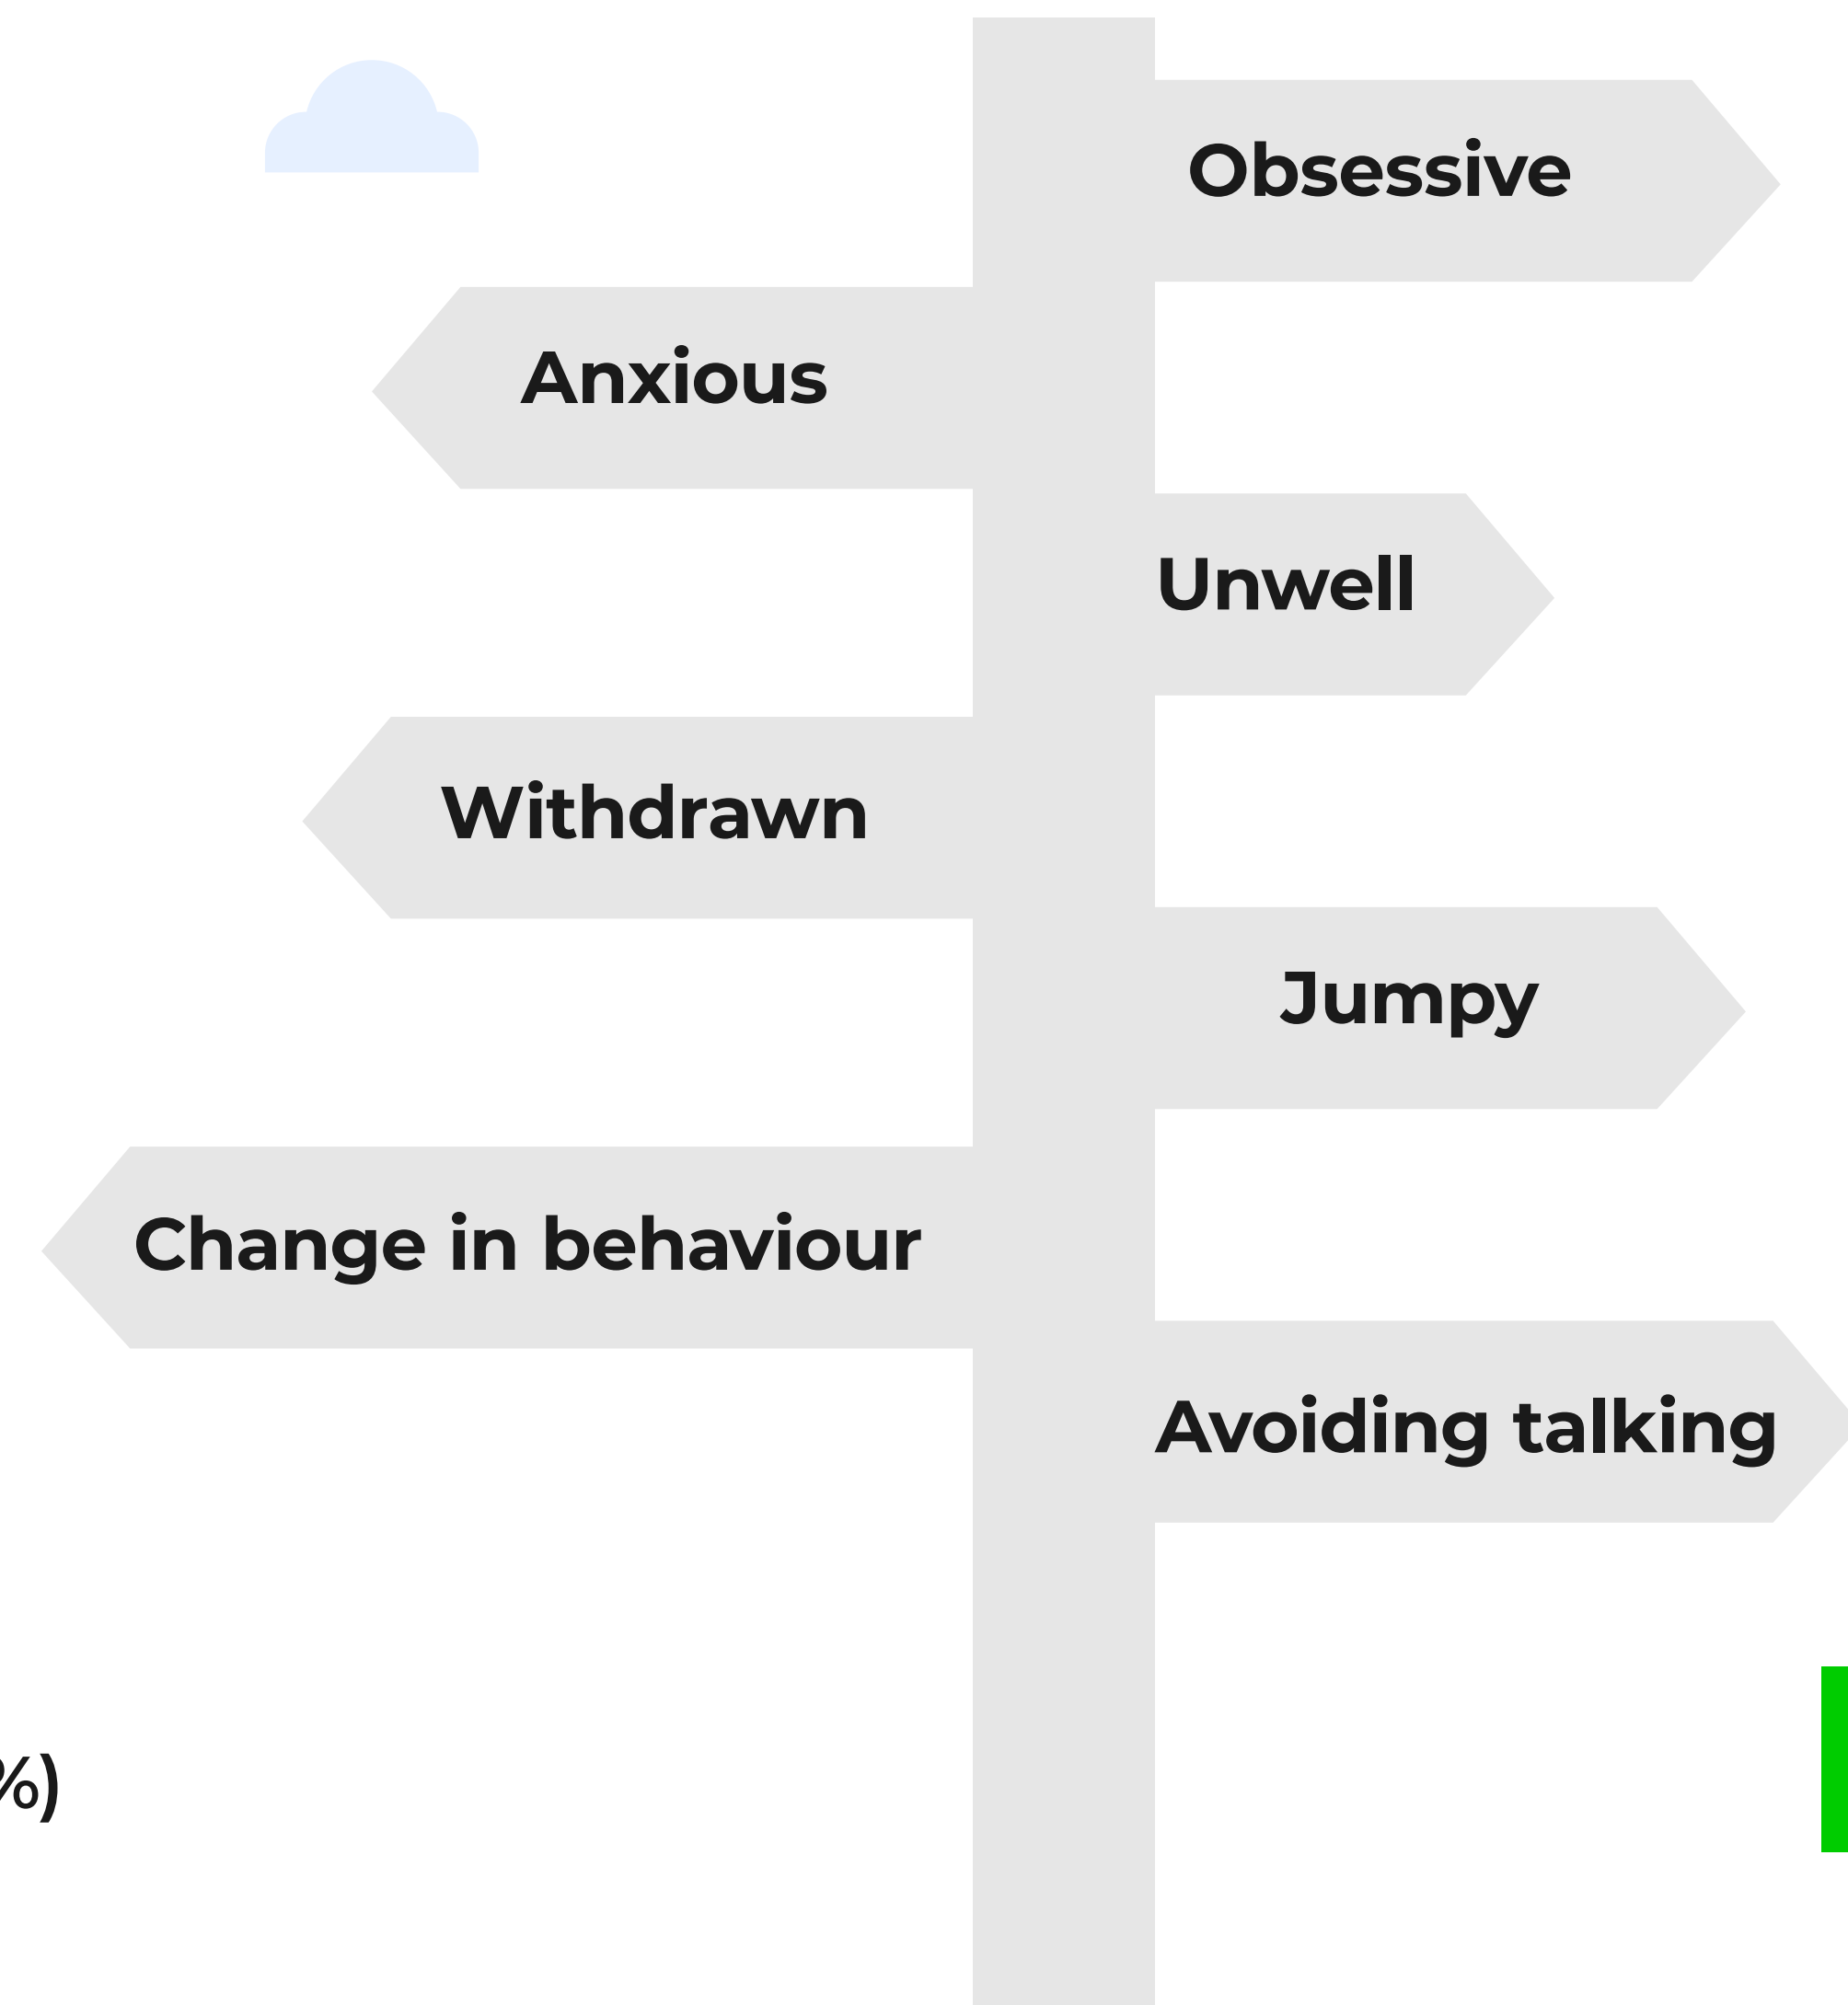 Obsessive
Anxious
Unwell
Withdrawn
Jumpy
Change in behaviour
Avoiding talking
%)